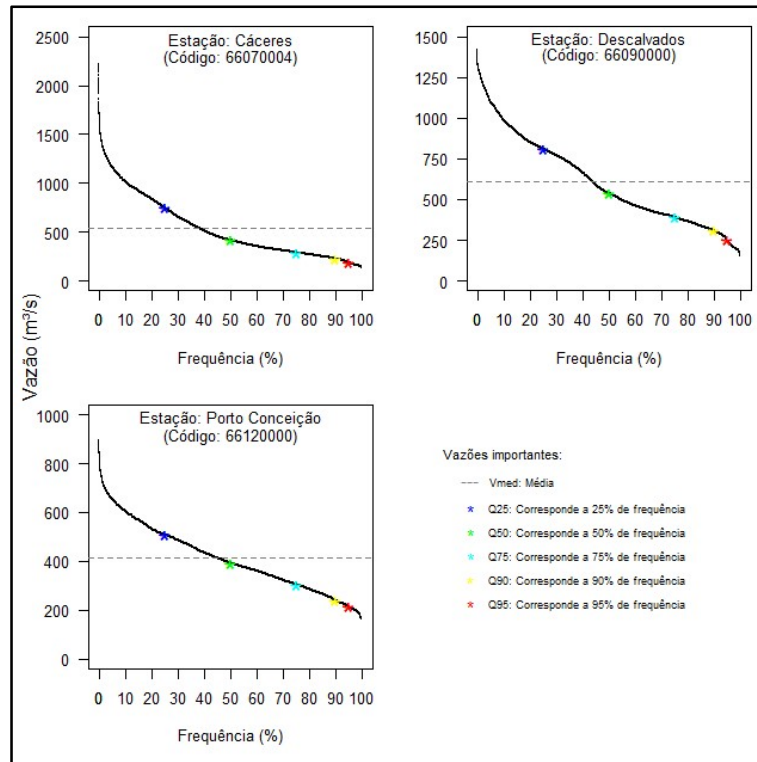 Estação: Cáceres
(Código: 66070004)
2500
2000
1500
1000
500
0
0 10 20 30 40 50 60 70 80 90 100
Frequência (%)
Estação: Descalvados
(Código: 66090000)
1500
1250
1000
750
500
250
0
0 10 20 30 40 50 60 70 80 90 100
Frequência (%)
Vazão (m³/s)
Estação: Porto Conceição
(Código: 66120000)
1000
800
600
400
200
0
0 10 20 30 40 50 60 70 80 90 100
Frequência (%)
Vazões importantes:
Vmed: Média
Q25: Corresponde a 25% de frequência
Q50: Corresponde a 50% de frequência
Q75: Corresponde a 75% de frequência
Q90: Corresponde a 90% de frequência
Q95: Corresponde a 95% de frequência